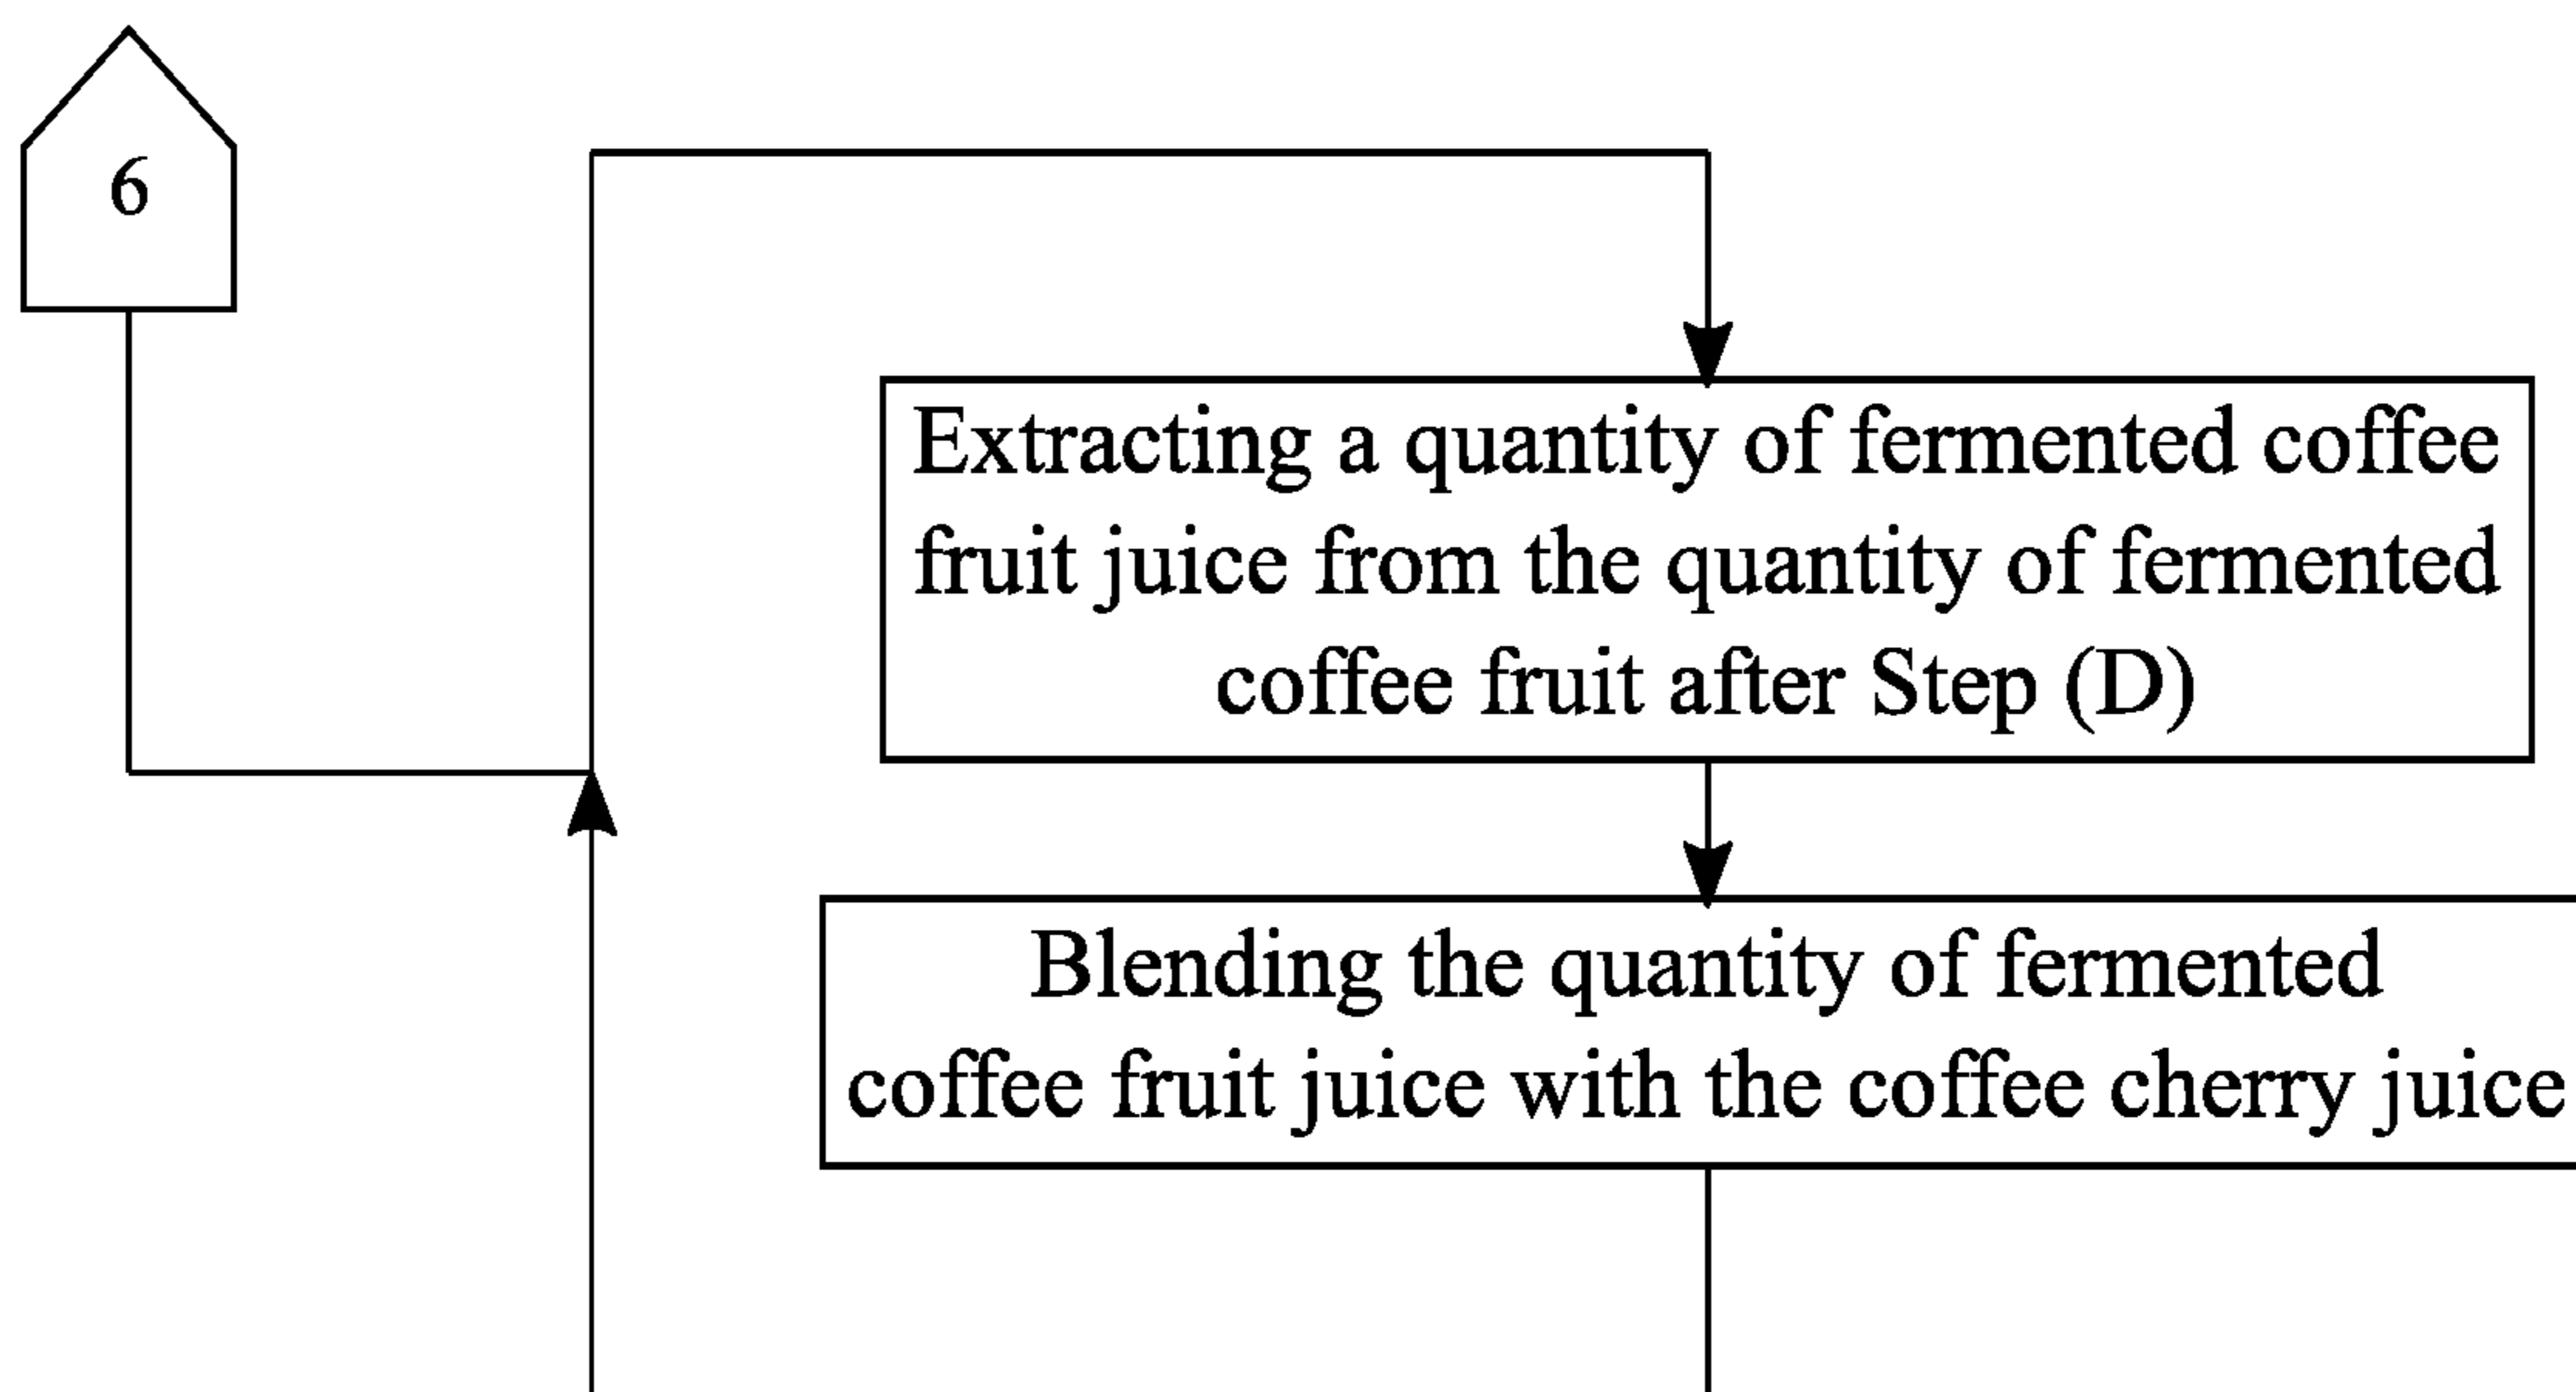 6
Extracting a quantity of fermented coffee
fruit juice from the quantity of fermented
coffee fruit after Step (D)
Blending the quantity of fermented
coffee fruit juice with the coffee cherry juice